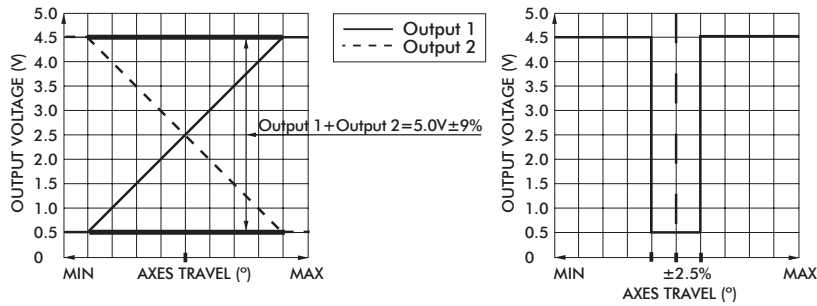 5.0
4.5
4.0
3.5
3.0
2.5
2.0
1.5
1.0
0.5
0
OUTPUT VOLTAGE (V)
MIN
AXES TRAVEL (º)
MAX
Output 1
Output 2
Output 1+Output 2=5.0V±9%
5.0
4.5
4.0
3.5
3.0
2.5
2.0
1.5
1.0
0.5
0
OUTPUT VOLTAGE (V)
MIN
±2.5%
MAX
AXES TRAVEL (º)